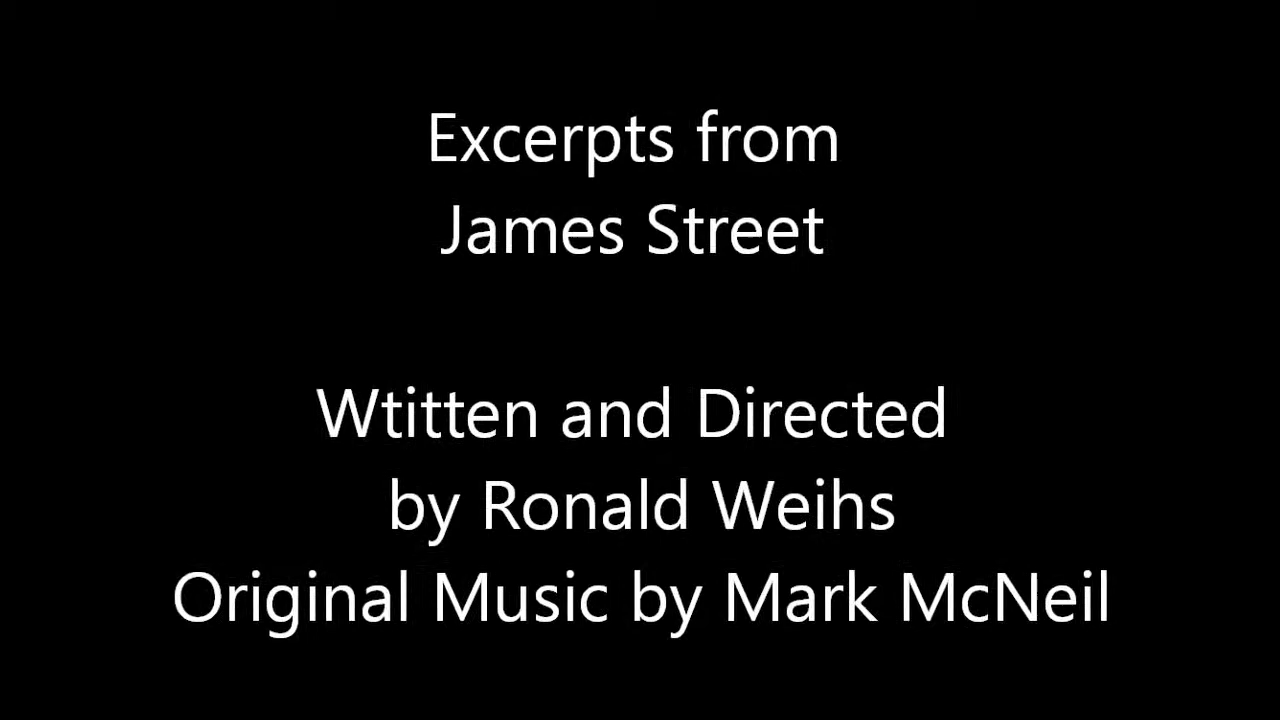 Excerpts from
James Street
Wtitten and Directed
by Ronald Weihs
Original Music by Mark McNeil